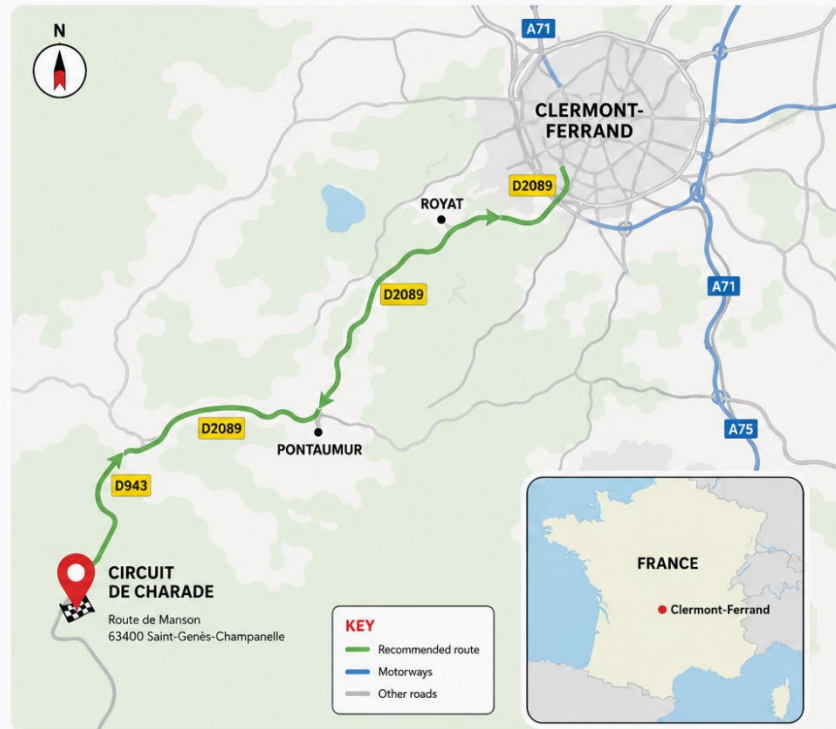 N
A71
CLERMONT-
FERRAND
D2089
ROYAT
D2089
A71
D2089
PONTAUMUR
A75
D943
CIRCUIT
DE CHARADE
Route de Manson
63400 Saint-Genès-Champanelle
KEY
Recommended route
Motorways
Other roads
FRANCE
Clermont-Ferrand